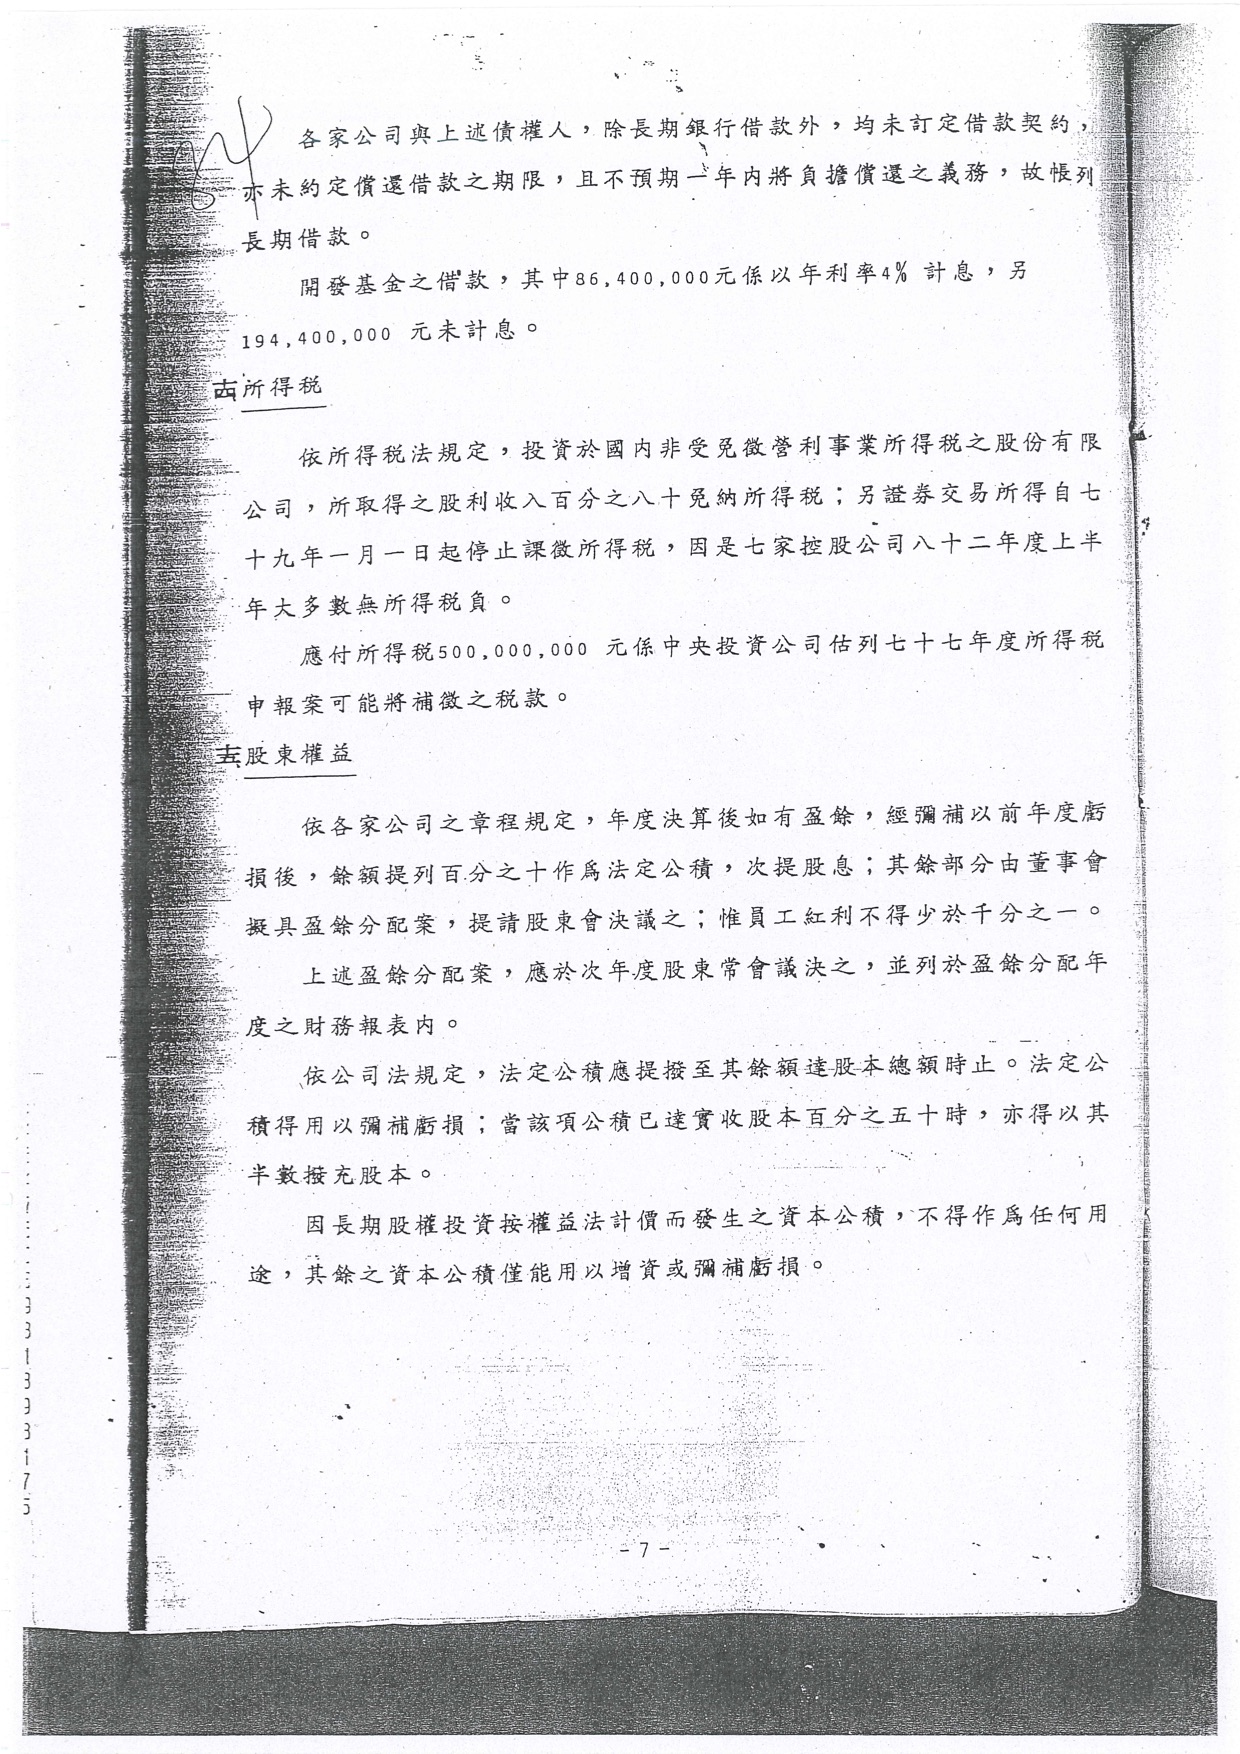 各家公司與上述債權人，除長期銀行借款外，均未訂定借款契約，
亦未約定償還借款之期限，且不預期一年內將負擔償還之義務，故帳列
長期借款。
開發基金之借款，其中86,400,000元係以年利率4% 計息，另
194,400,000 元未計息。
十四、所得稅
依所得稅法規定，投資於國內非受免徵營利事業所得稅之股份有限
公司，所取得之股利收入百分之八十免納所得稅；另證券交易所得自七
十九年一月一日起停止課徵所得稅，因是七家控股公司八十二年度上半
年大多數無所得稅負。
應付所得稅500,000,000 元係中央投資公司估列七十七年度所得稅
申報案可能將補徵之稅款。
十五、股東權益
依各家公司之章程規定，年度決算後如有盈餘，經彌補以前年度虧
損後，餘額提列百分之十作為法定公積，次提股息；其餘部分由董事會
擬具盈餘分配案，提請股東會決議之；惟員工紅利不得少於千分之一。
上述盈餘分配案，應於次年度股東常會議決之，並列於盈餘分配年
度之財務報表內。
依公司法規定，法定公積應提撥至其餘額達股本總額時止。法定公
積得用以彌補虧損；當該項公積已達實收股本百分之五十時，亦得以其
半數撥充股本。
因長期股權投資按權益法計價而發生之資本公積，不得作為任何用
途，其餘之資本公積僅能用以增資或彌補虧損。
- 7 -